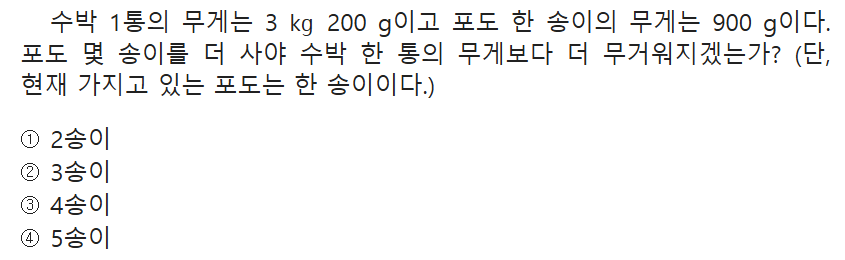 수박 1통의 무게는 3 kg 200 g이고 포도 한 송이의 무게는 900 g이다.
포도 몇 송이를 더 사야 수박 한 통의 무게보다 더 무거워지겠는가? (단,
현재 가지고 있는 포도는 한 송이이다.)
① 2송이
② 3송이
③ 4송이
④ 5송이